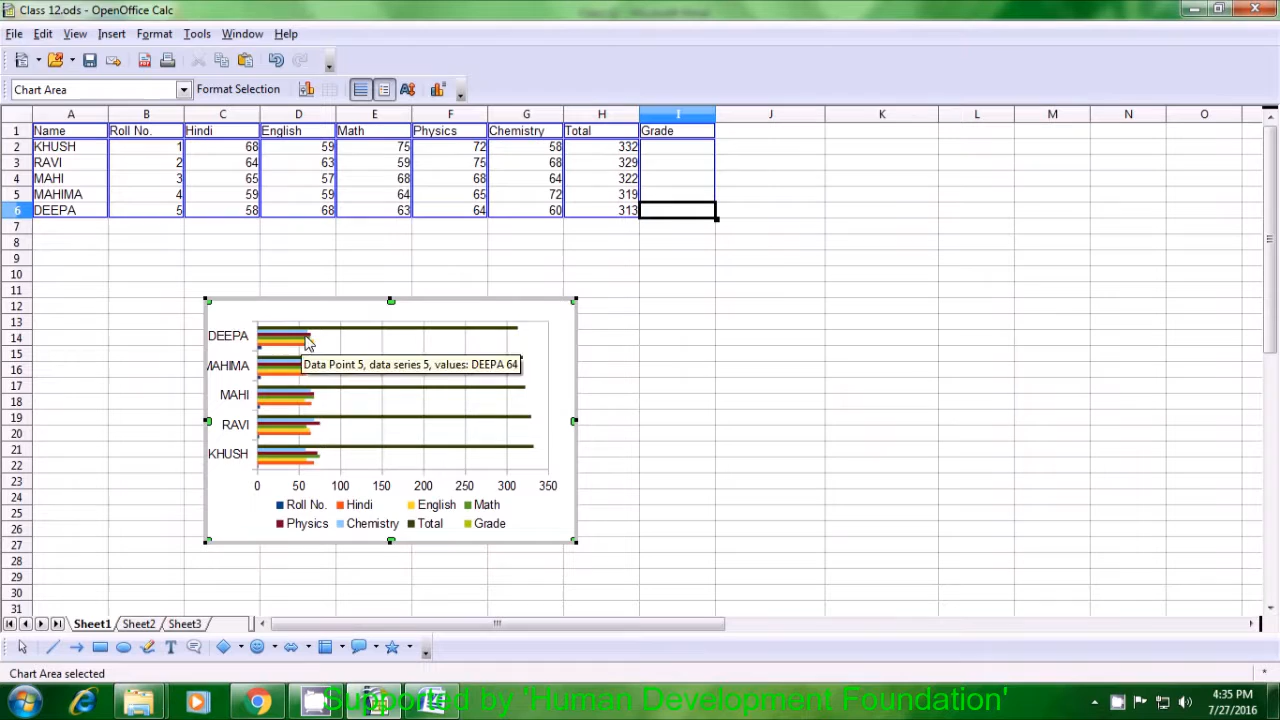 Class 12.ods - OpenOffice Calc
File Edit View Insert Format Tools Window Help
Chart Area Format Selection
A B C D E F G H I J K L M N O
1 Name Roll No. Hindi English Math Physics Chemistry Total Grade
2 KHUSH 1 68 59 75 72 58 332
3 RAVI 2 64 63 59 75 68 329
4 MAHI 3 65 57 68 68 64 322
5 MAHIMA 4 59 59 64 65 72 319
6 DEEPA 5 58 68 63 64 60 313
7
8
9
10
11
12
13
14
15
16
17
18
19
20
21
22
23
24
25
26
27
28
29
30
31
DEEPA
Data Point 5, data series 5, values: DEEPA 64
MAHIMA
MAHI
RAVI
KHUSH
0 50 100 150 200 250 300 350
Roll No. Hindi English Math
Physics Chemistry Total Grade
Sheet1 Sheet2 Sheet3
Chart Area selected *
Supported by 'Human Development Foundation'
4:35 PM
7/27/2016